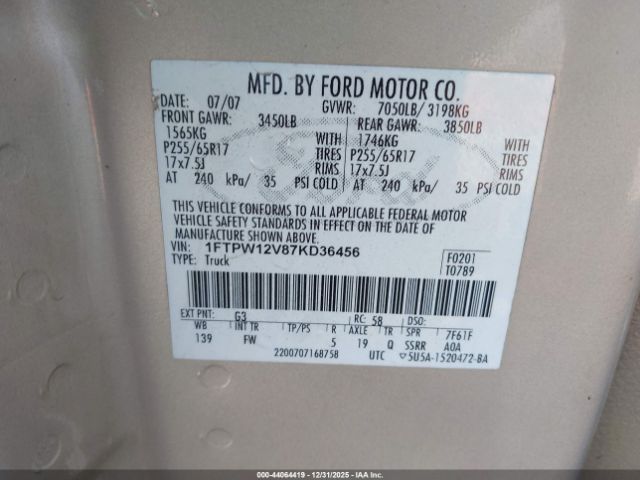 MFD. BY FORD MOTOR CO.
DATE: 07/07 GVWR: 7050LB/ 3198KG
FRONT GAWR: 3450LB REAR GAWR: 3850LB
1565KG WITH 1746KG WITH
P255/65R17 TIRES P255/65R17 TIRES
17x7.5J RIMS 17x7.5J RIMS
AT 240 kPa/ 35 PSI COLD AT 240 kPa/ 35 PSI COLD
THIS VEHICLE CONFORMS TO ALL APPLICABLE FEDERAL MOTOR
VEHICLE SAFETY STANDARDS IN EFFECT ON THE DATE OF
MANUFACTURE SHOWN ABOVE.
VIN: 1FTPW12V87KD36456 F0201
TYPE: Truck T0789
EXT PNT: G3 RC: 58 DSO:
WB INT TR TP/PS R AXLE TR SPR 7F61F
139 FW 5 19 Q SSRR A0A
2200707168758 UTC ▽5U5A-1520472-BA
000-44064419 • 12/31/2025 • IAAI.CA